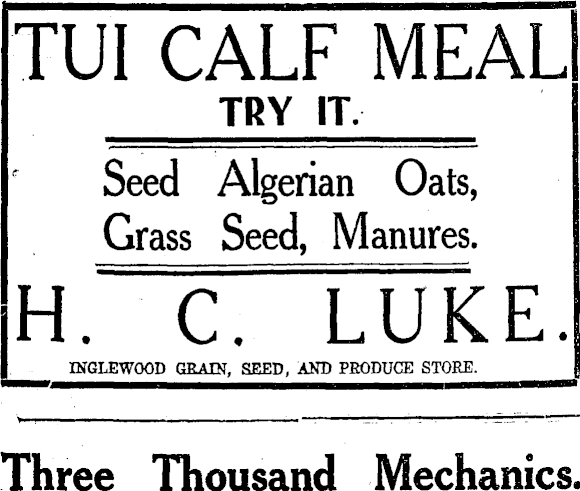 TUI CALF MEAL
TRY IT.
Seed Algerian Oats,
Grass Seed, Manures.
H. C. LUKE.
INGLEWOOD GRAIN, SEED, AND PRODUCE STORE.
Three Thousand Mechanics.